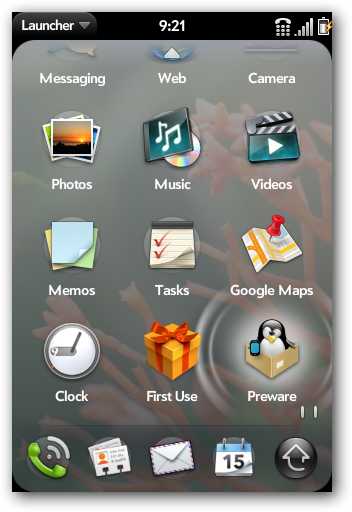 Launcher 9:21
Messaging Web Camera
Photos Music Videos
Memos Tasks Google Maps
Clock First Use Preware
15